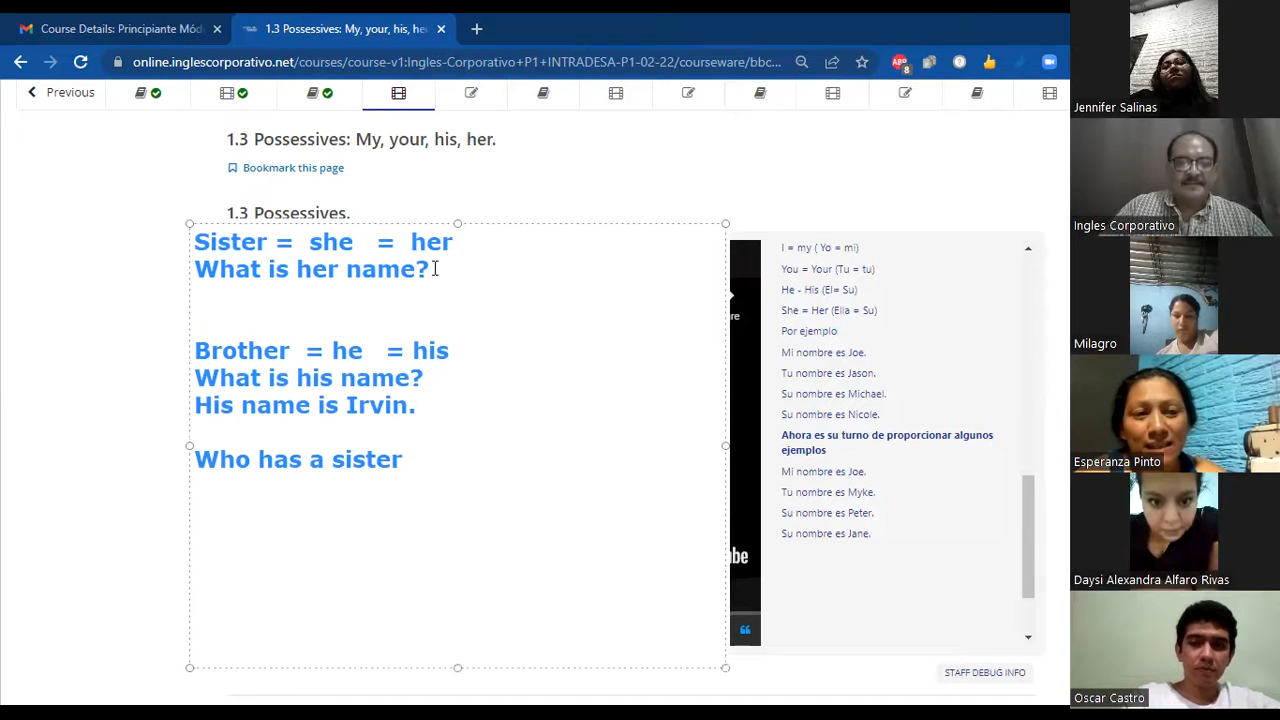 Course Details: Principiante Mód
1.3 Possessives: My, your, his, he
online.inglescorporativo.net/courses/course-v1:Ingles-Corporativo+P1+INTRADESA-P1-02-22/courseware/bbc...
ABP
8
Previous
1.3 Possessives: My, your, his, her.
Bookmark this page
1.3 Possessives.
Sister = she = her
What is her name?
Brother = he = his
What is his name?
His name is Irvin.
Who has a sister
I = my ( Yo = mi)
You = Your (Tu = tu)
He - His (El= Su)
She = Her (Ella = Su)
Por ejemplo
Mi nombre es Joe.
Tu nombre es Jason.
Su nombre es Michael.
Su nombre es Nicole.
Ahora es su turno de proporcionar algunos
ejemplos
Mi nombre es Joe.
Tu nombre es Myke.
Su nombre es Peter.
Su nombre es Jane.
STAFF DEBUG INFO
Jennifer Salinas
Ingles Corporativo
Milagro
Esperanza Pinto
Daysi Alexandra Alfaro Rivas
Oscar Castro